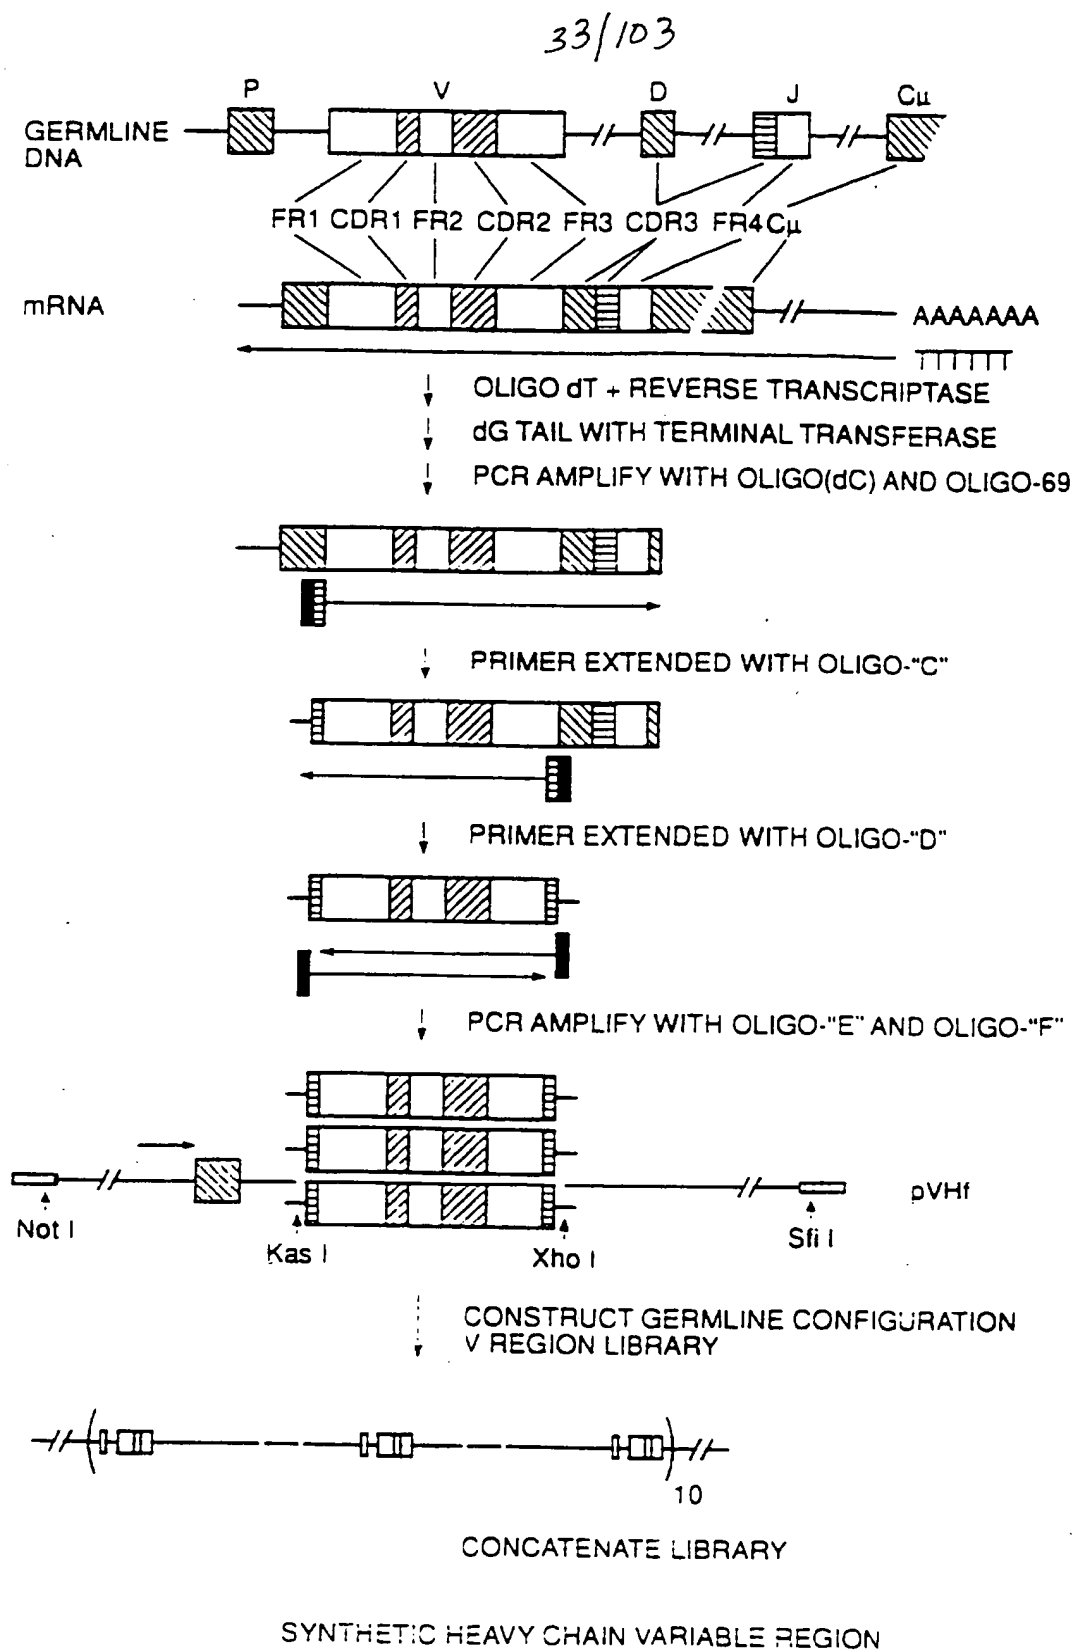 33/103
P V D J Cμ
GERMLINE
DNA
FR1 CDR1 FR2 CDR2 FR3 CDR3 FR4 Cμ
mRNA
AAAAAAA
TTTTTT
OLIGO dT + REVERSE TRANSCRIPTASE
dG TAIL WITH TERMINAL TRANSFERASE
PCR AMPLIFY WITH OLIGO(dC) AND OLIGO-69
PRIMER EXTENDED WITH OLIGO-"C"
PRIMER EXTENDED WITH OLIGO-"D"
PCR AMPLIFY WITH OLIGO-"E" AND OLIGO-"F"
pVHf
Not I
Kas I
Xho I
Sfi I
CONSTRUCT GERMLINE CONFIGURATION
V REGION LIBRARY
10
CONCATENATE LIBRARY
SYNTHETIC HEAVY CHAIN VARIABLE REGION